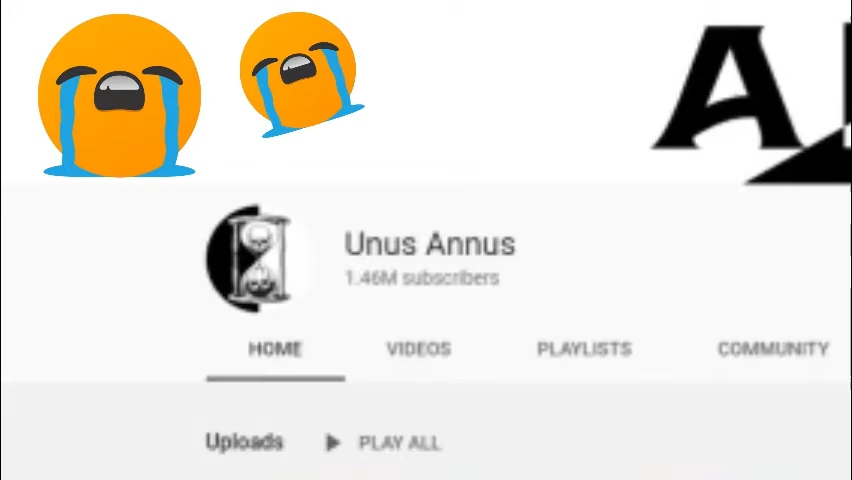 A
Unus Annus
1.46M subscribers
HOME VIDEOS PLAYLISTS COMMUNITY
Uploads PLAY ALL